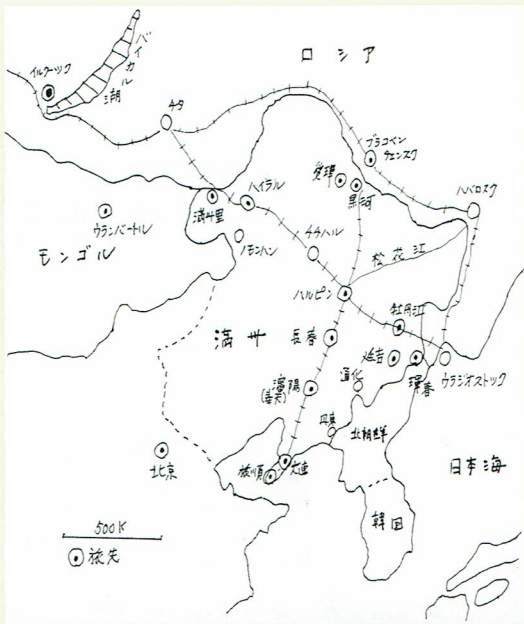 ロシア
バイカル湖
イルクーツク
チタ
ブラコベシ
チェンスク
ハバロスク
愛琿
黒河
ハイラル
満州里
ウランバートル
モンゴル
ノモンハン
チチハル
松花江
ハルピン
牡丹江
満州
長春
延吉
琿春
ウラジオストック
瀋陽
(奉天)
通化
丹東
北朝鮮
日本海
北京
旅順
大連
韓国
500K
旅先